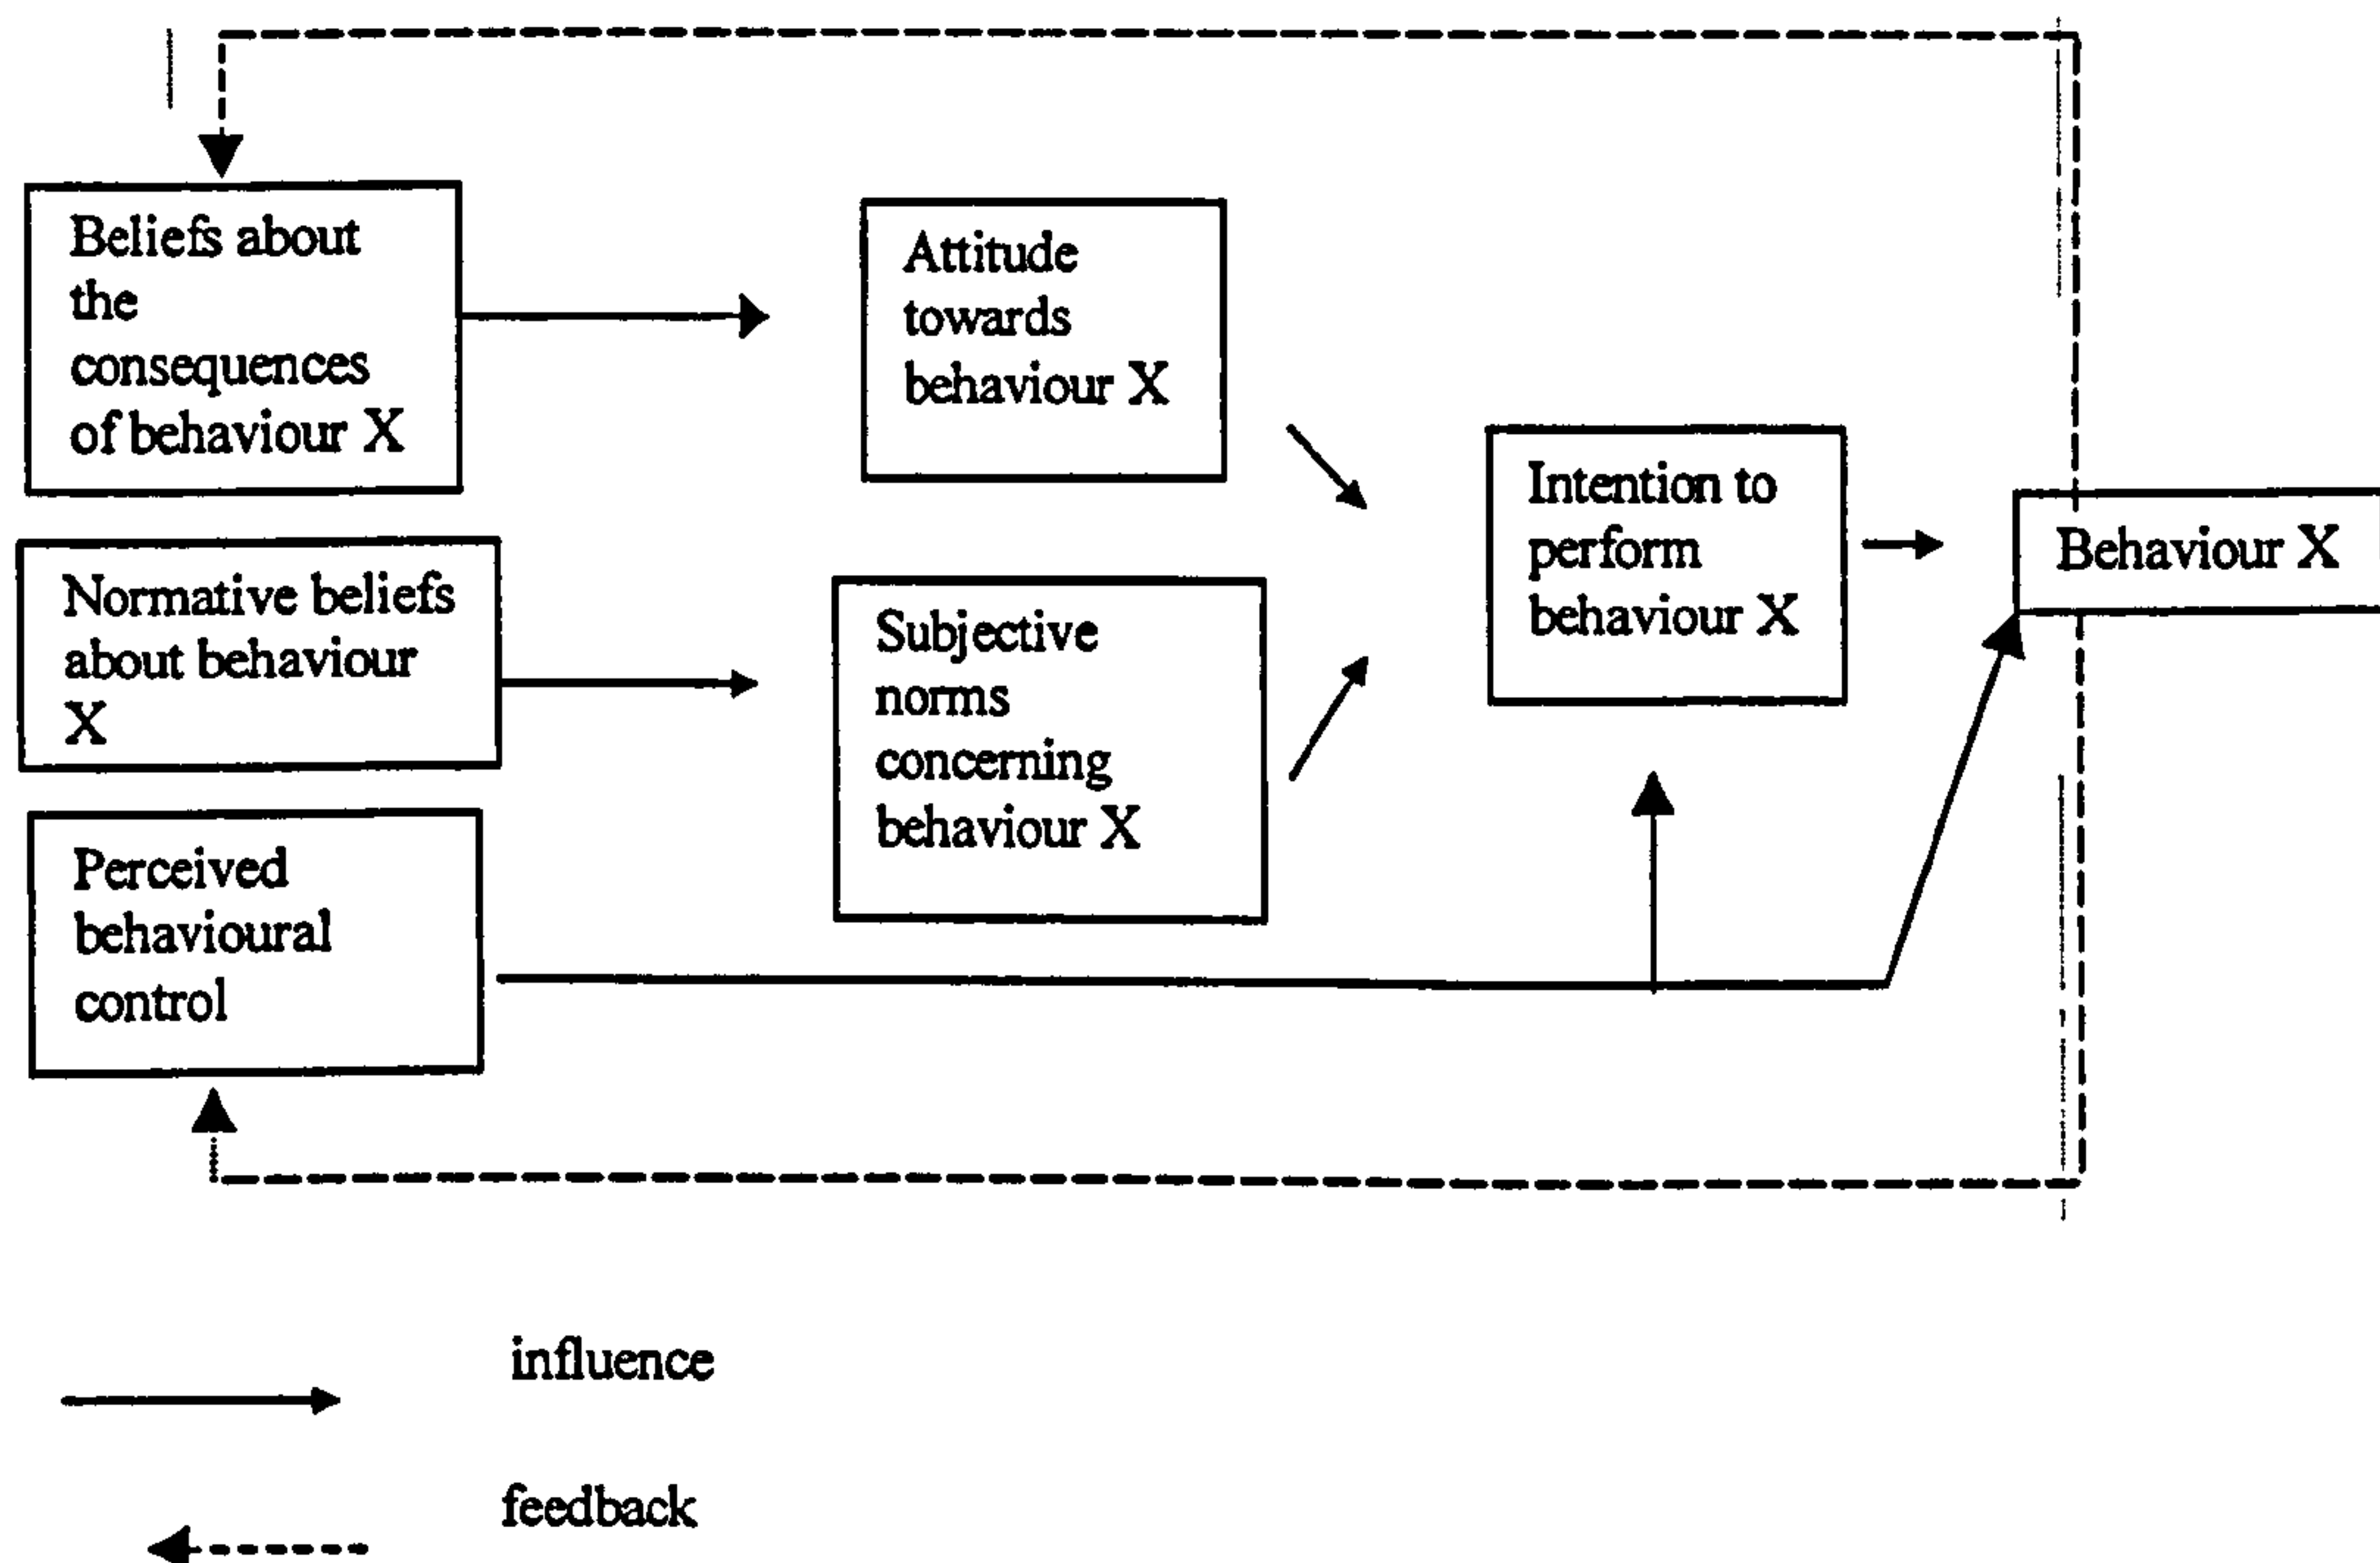 Beliefs about
the
consequences
of behaviour X
Attitude
towards
behaviour X
Intention to
perform
behaviour X
Behaviour X
Normative beliefs
about behaviour
X
Subjective
norms
concerning
behaviour X
Perceived
behavioural
control
influence
feedback